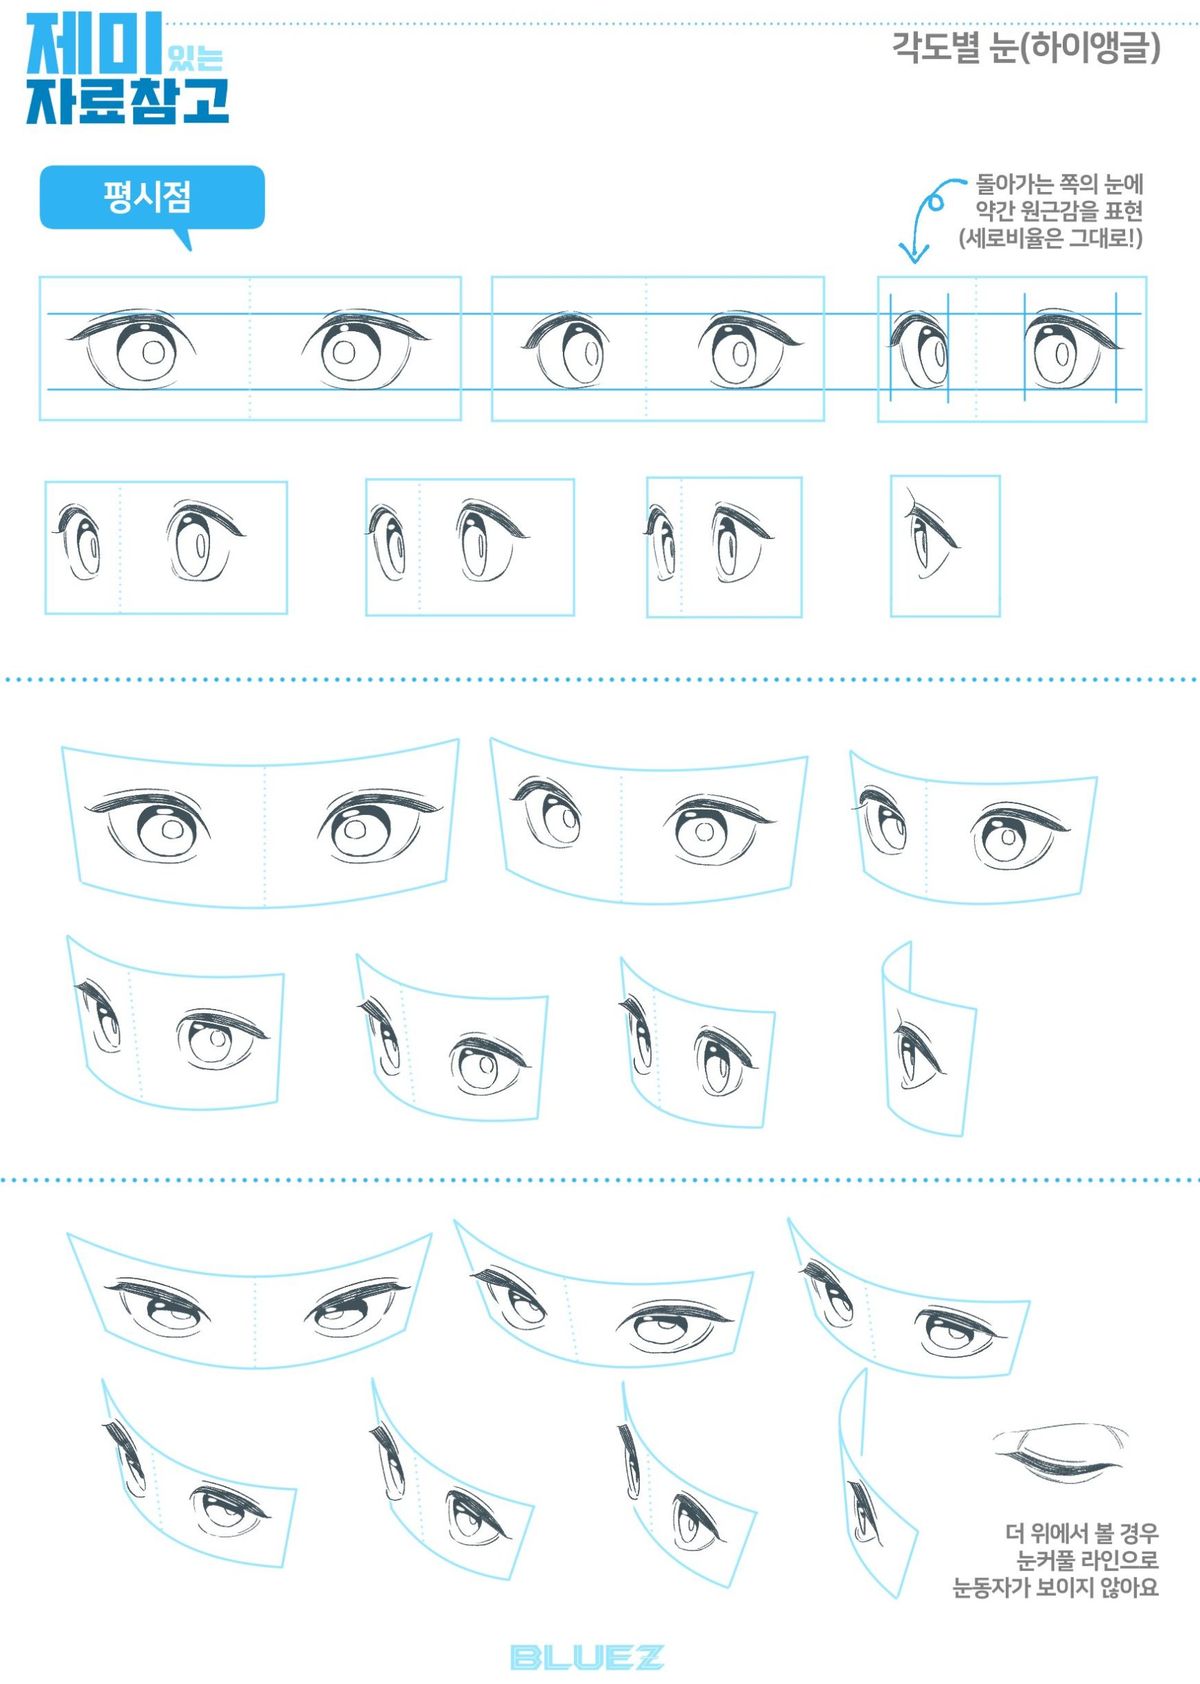 제미있는
자료참고
각도별 눈(하이앵글)
평시점
돌아가는 쪽의 눈에
약간 원근감을 표현
(세로비율은 그대로!)
더 위에서 볼 경우
눈커풀 라인으로
눈동자가 보이지 않아요
BLUEZ